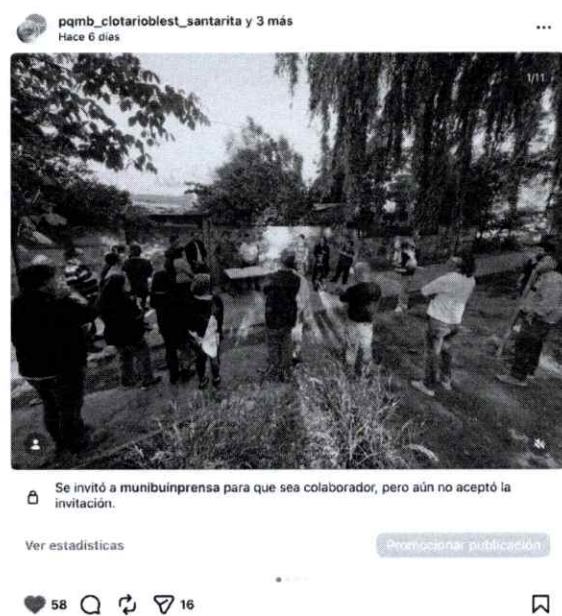 pqmb_clotarioblest_santarita y 3 más
Hace 6 días
1/11
Se invitó a munibuinprensa para que sea colaborador, pero aún no aceptó la
invitación.
Ver estadísticas
Promocionar publicación
58
16